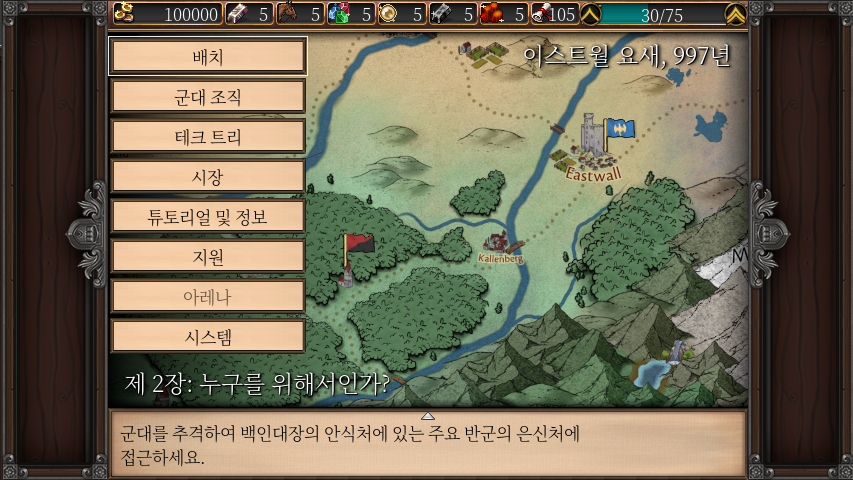 100000 5 5 5 5 5 5 105 30/75
이스트월 요새, 997년
배치
군대 조직
테크 트리
시장
튜토리얼 및 정보
지원
아레나
시스템
Eastwall
Kallenberg
제 2장: 누구를 위해서인가?
군대를 추격하여 백인대장의 안식처에 있는 주요 반군의 은신처에
접근하세요.